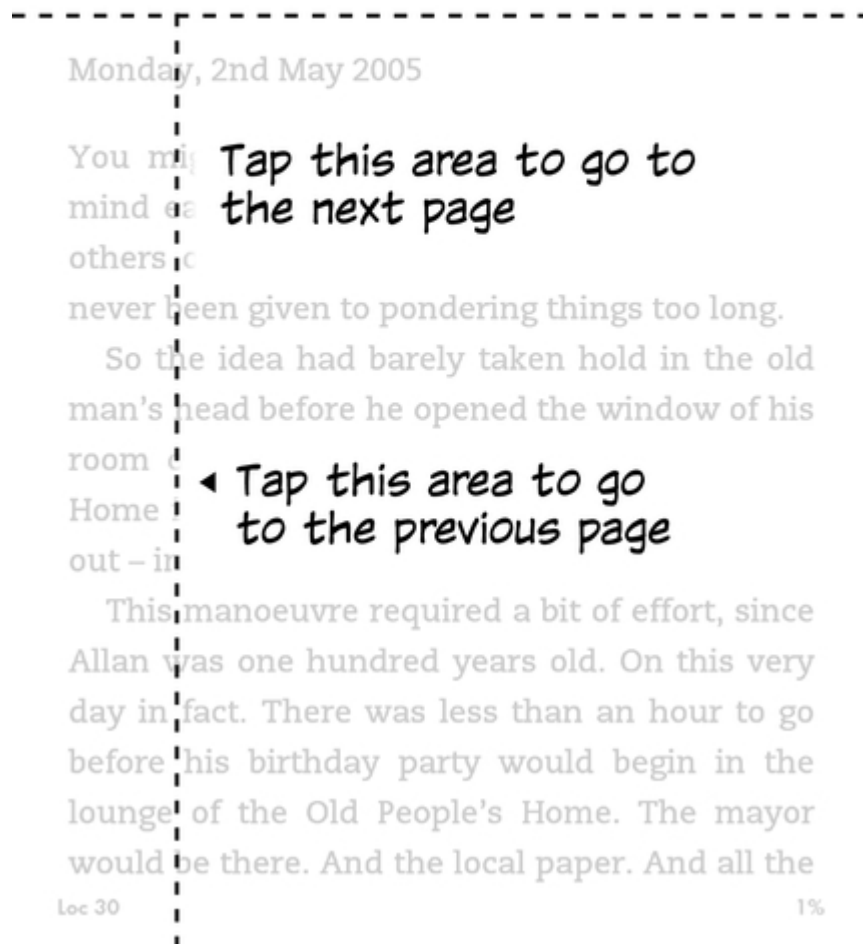 Monday, 2nd May 2005
You
Tap this area to go to
mind
the next page
others
never been given to pondering things too long.
So the idea had barely taken hold in the old
man's head before he opened the window of his
room
Tap this area to go
Home
to the previous page
out –
This manoeuvre required a bit of effort, since
Allan was one hundred years old. On this very
day in fact. There was less than an hour to go
before his birthday party would begin in the
lounge of the Old People's Home. The mayor
would be there. And the local paper. And all the
Loc 30 1%